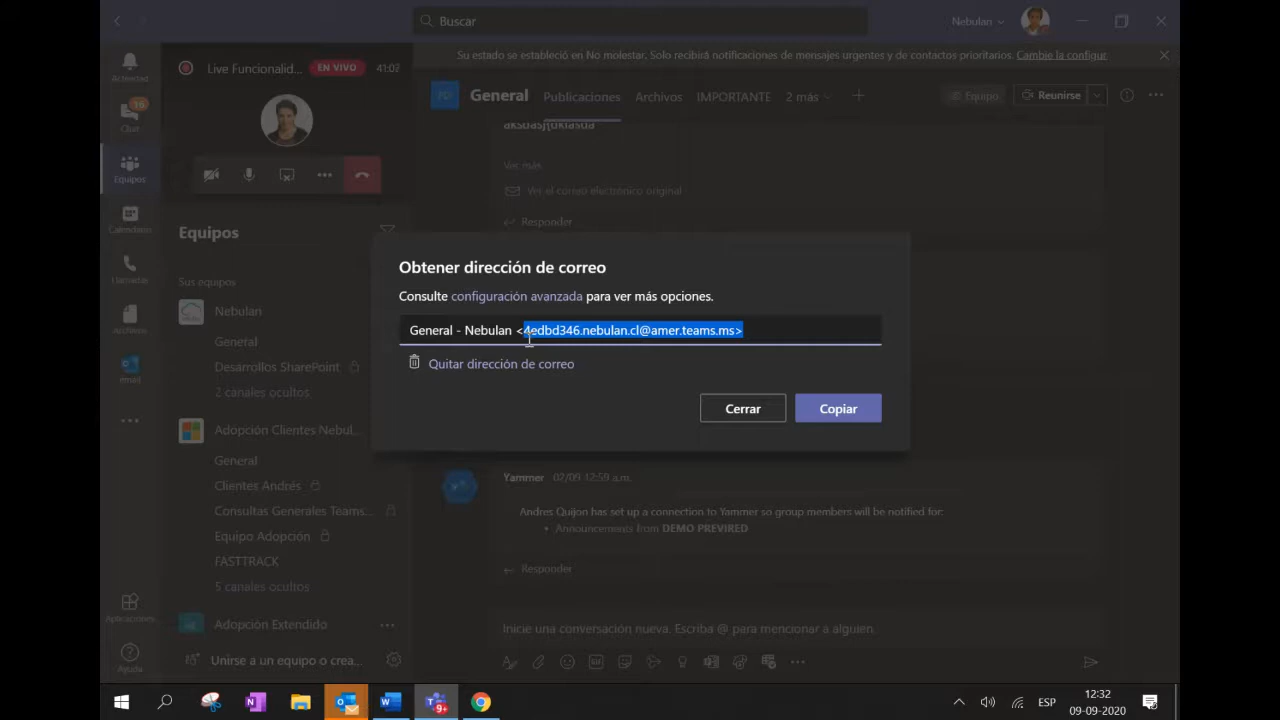 Buscar
Nebulan
Su estado se estableció en No molestar. Solo recibirá notificaciones de mensajes urgentes y de contactos prioritarios. Cambie la configur
Actividad
Live Funcionalid... EN VIVO 41:02
General Publicaciones Archivos IMPORTANTE 2 más
Equipo
Reunirse
16
Chat
Ver más
Ver el correo electrónico original
Responder
Equipos
Calendario
Llamadas
Archivos
email
Equipos
Sus equipos
Nebulan
General
Desarrollos SharePoint
2 canales ocultos
Adopción Clientes Nebul...
General
Clientes Andrés
Consultas Generales Teams...
Equipo Adopción
FASTTRACK
5 canales ocultos
Adopción Extendido
Unirse a un equipo o crea...
Aplicaciones
Ayuda
Obtener dirección de correo
Consulte configuración avanzada para ver más opciones.
General - Nebulan <4edbd346.nebulan.cl@amer.teams.ms>
Quitar dirección de correo
Cerrar
Copiar
Yammer 02/09 12:59 a.m.
Andres Quijon has set up a connection to Yammer so group members will be notified for:
• Announcements from DEMO PREVIRED
Responder
Inicie una conversación nueva. Escriba @ para mencionar a alguien.
9+
ESP
12:32
09-09-2020